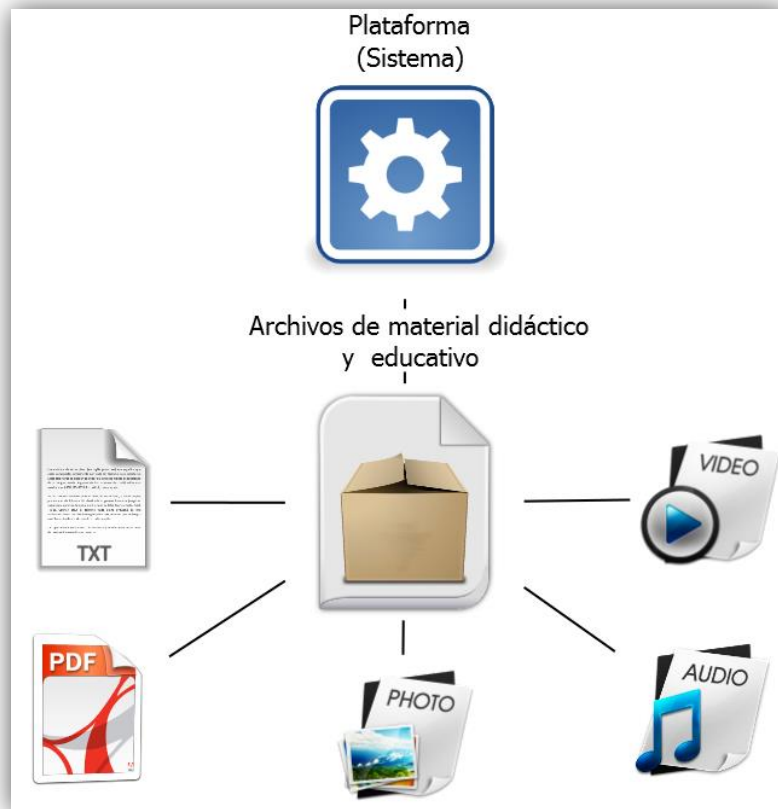 Plataforma
(Sistema)
Archivos de material didáctico
y educativo
VIDEO
TXT
PDF
PHOTO
AUDIO